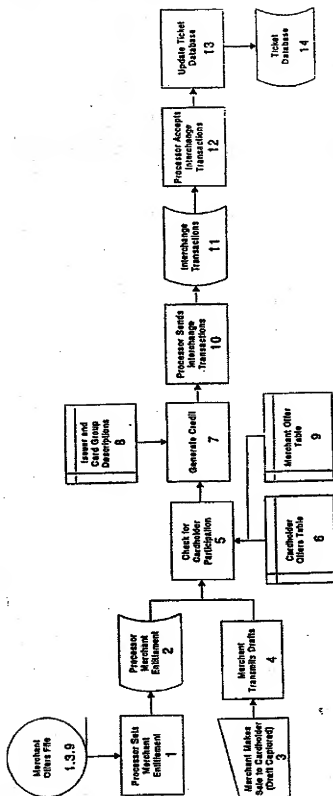 Merchant
Offers File
1.3.9
Processor Sets
Merchant
Entitlement
1
Processor
Merchant
Entitlement
2
Merchant Makes
Sale to Cardholder
(Draft Captured)
3
Merchant
Transmits Drafts
4
Check for
Cardholder
Participation
5
Cardholder
Offers Table
6
Merchant Offer
Table
9
Issuer and
Card Group
Descriptions
8
Generate Credit
7
Processor Sends
Interchange
Transactions
10
Interchange
Transactions
11
Processor Accepts
Interchange
Transactions
12
Update Ticket
Database
13
Ticket
Database
14